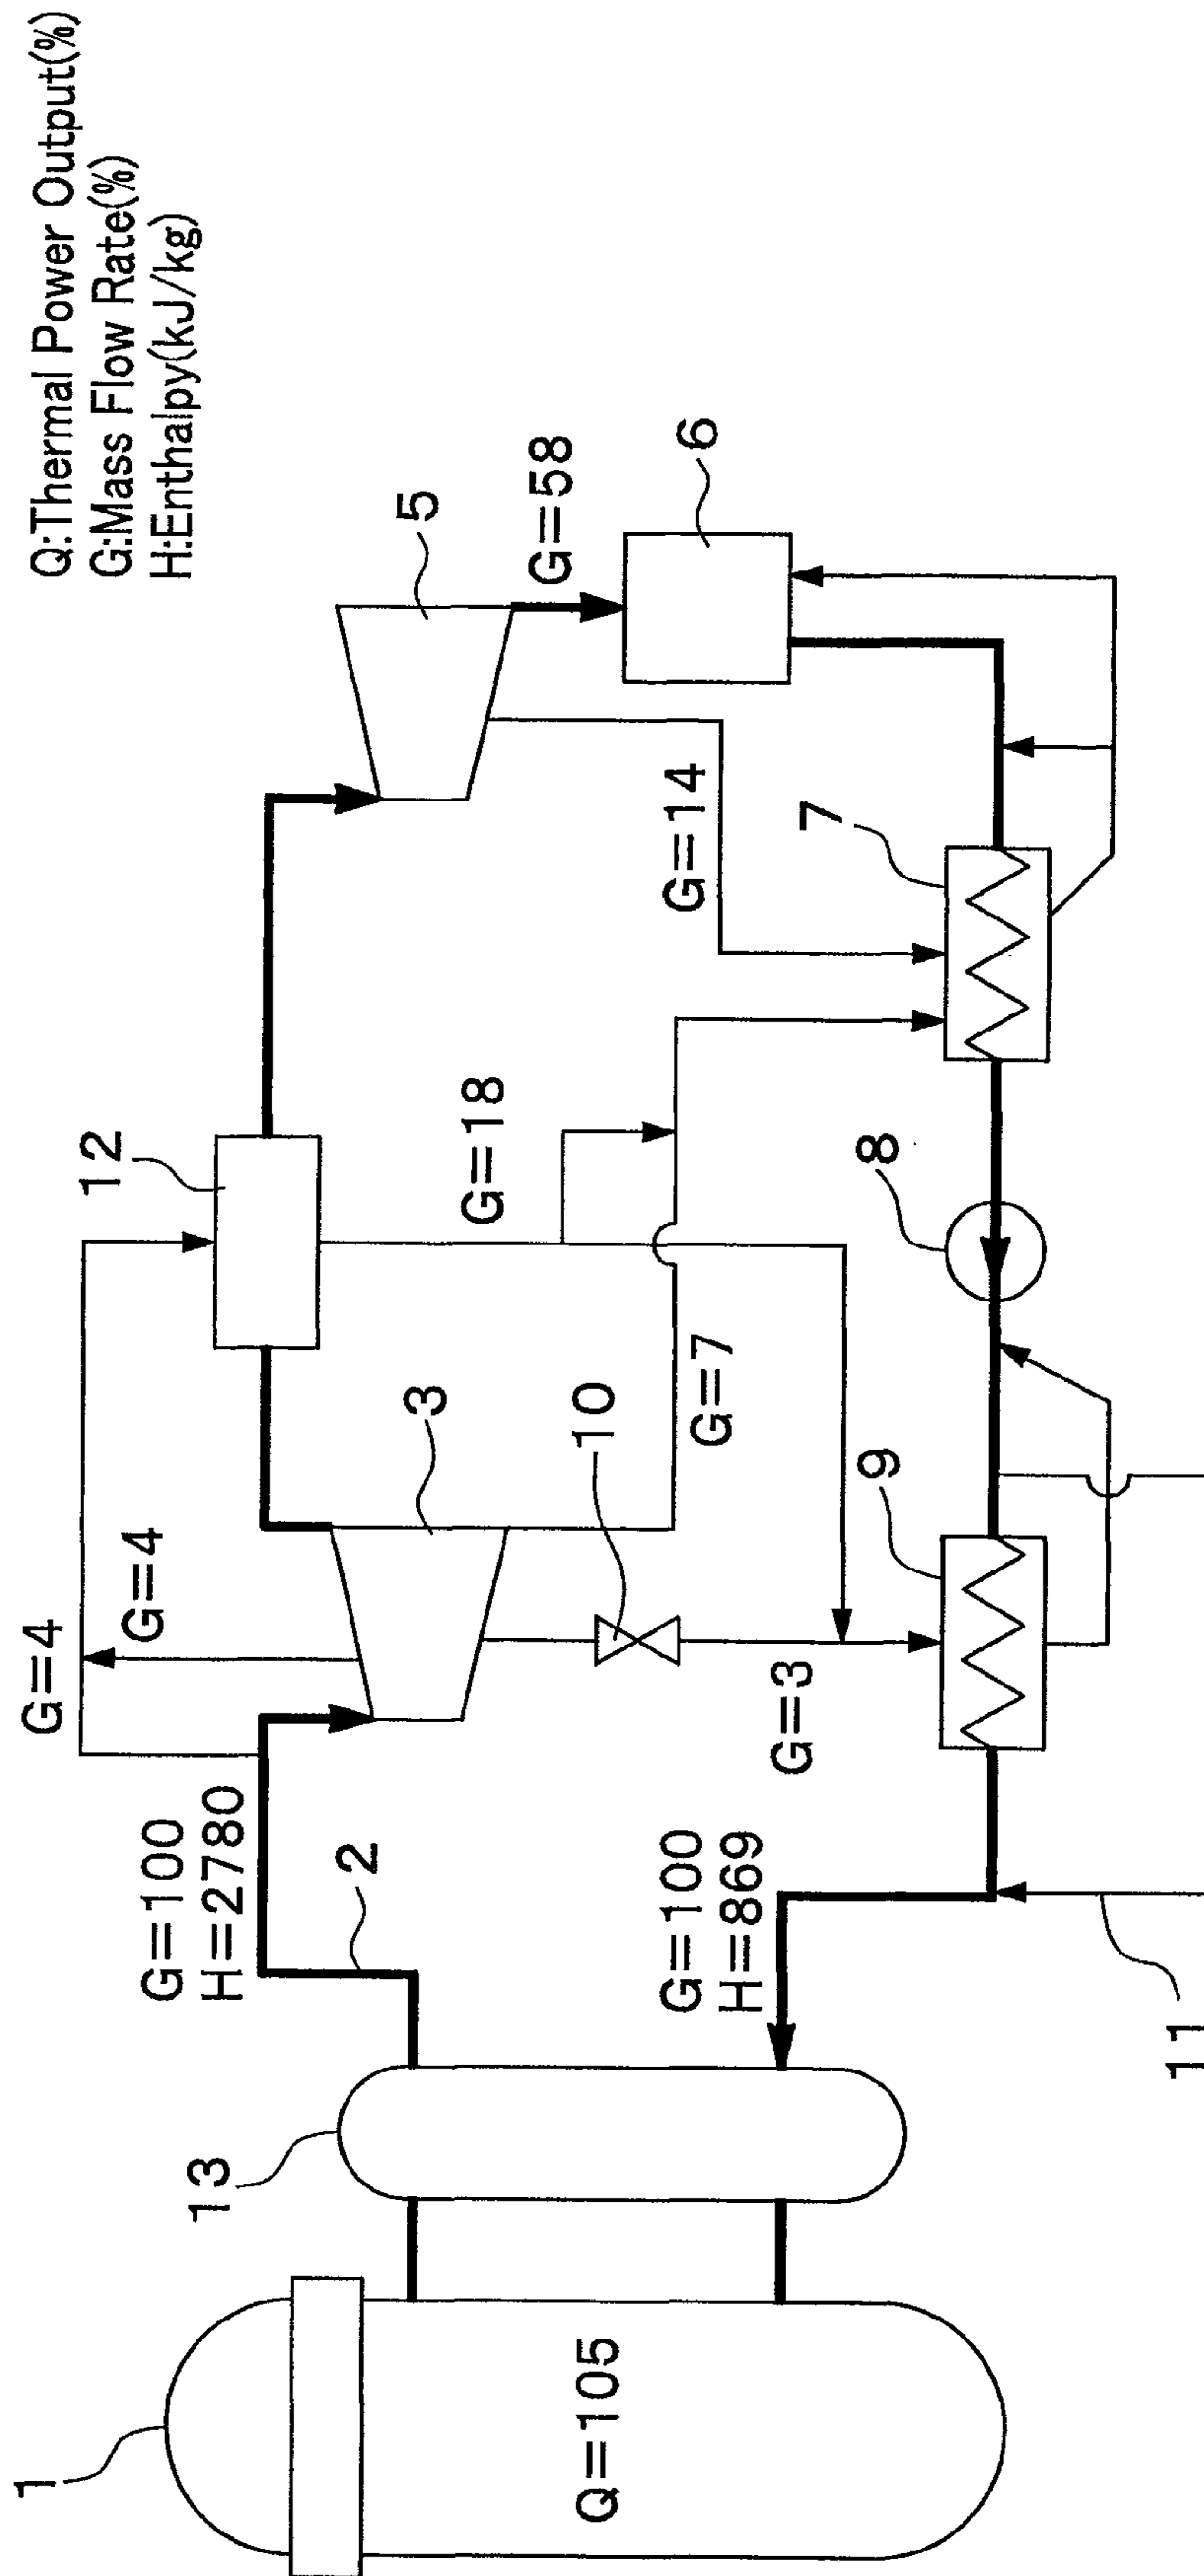 Q:Thermal Power Output(%)
G:Mass Flow Rate(%)
H:Enthalpy(kJ/kg)
1
Q=105
13
2
G=100
H=2780
G=4
G=4
3
12
5
G=58
6
G=18
G=14
7
10
G=7
G=3
G=100
H=869
9
8
11